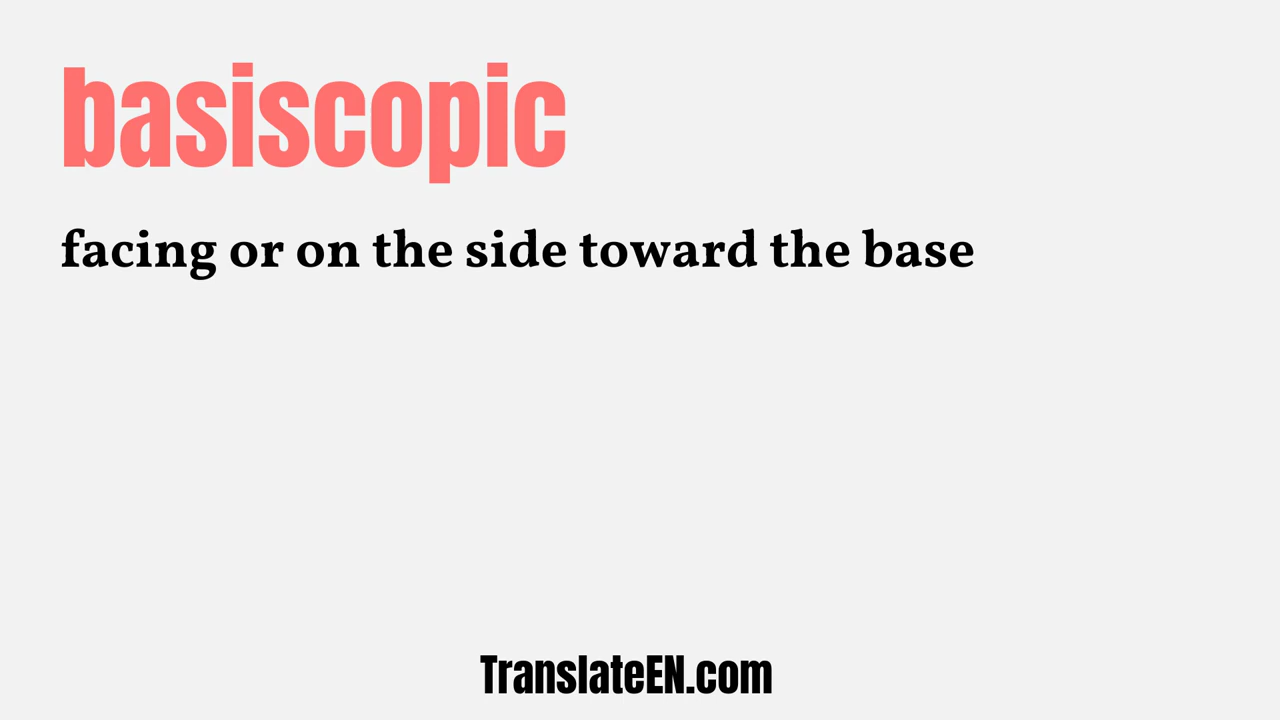 basiscopic
facing or on the side toward the base
TranslateEN.com